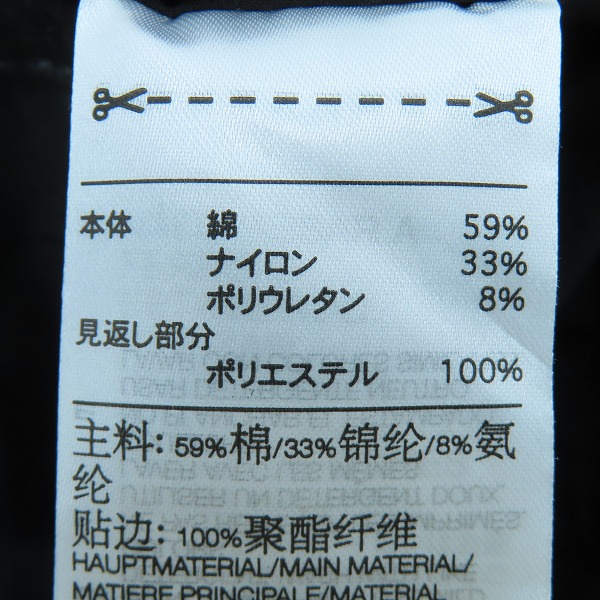 本体 綿 59%
ナイロン 33%
ポリウレタン 8%
見返し部分
ポリエステル 100%
主料: 59%棉/33%锦纶/8%氨
纶
贴边: 100%聚酯纤维
HAUPTMATERIAL/MAIN MATERIAL/
MATIERE PRINCIPALE/MATERIAL